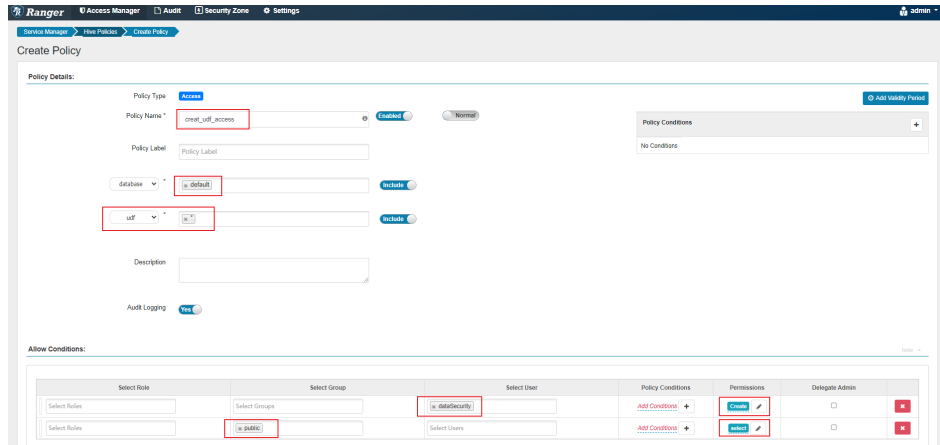 Ranger Access Manager Audit Security Zone Settings admin
Service Manager Hive Policies Create Policy
Create Policy
Policy Details:
Policy Type Access
Add Validity Period
Policy Name * creat_udf_access Enabled Normal
Policy Conditions +
Policy Label Policy Label
No Conditions
database * default Include
udf * * Include
Description
Audit Logging Yes
Allow Conditions:
Select Role Select Group Select User Policy Conditions Permissions Delegate Admin
Select Roles Select Groups dataSecurity Add Conditions + Create
Select Roles public Select Users Add Conditions + select